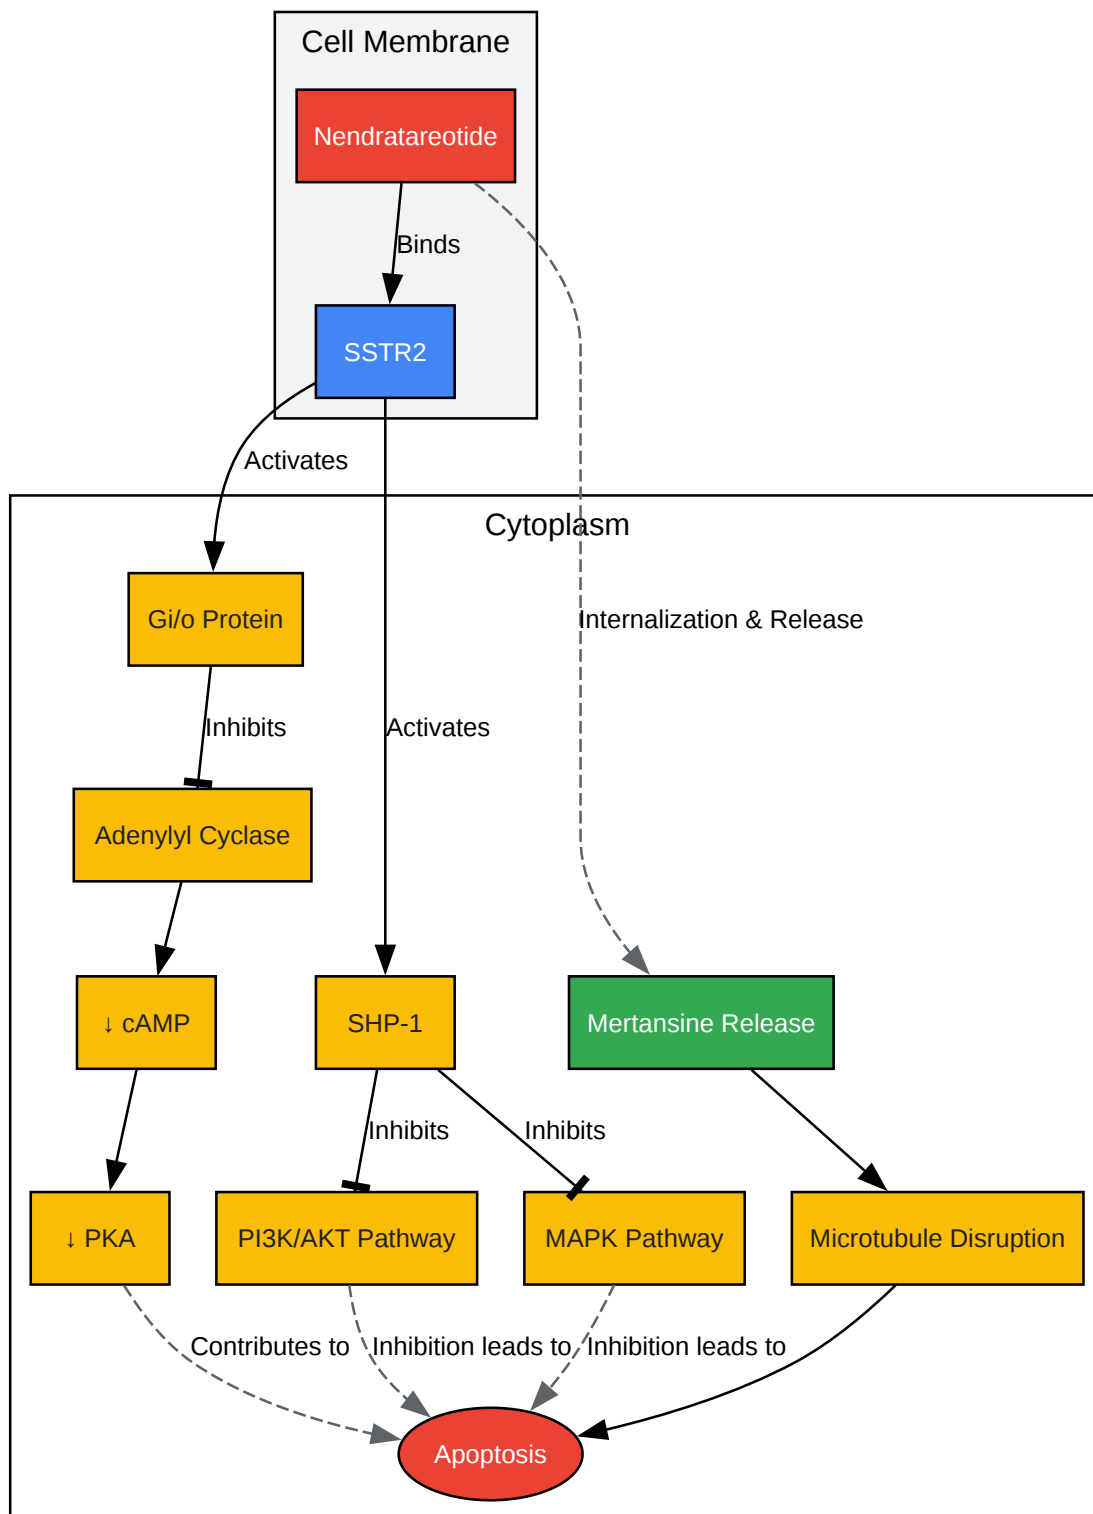 Cell Membrane
Nendratareotide
Binds
SSTR2
Activates
Cytoplasm
Gi/o Protein
Internalization & Release
Inhibits
Activates
Adenylyl Cyclase
↓ cAMP
SHP-1
Mertansine Release
Inhibits
Inhibits
↓ PKA
PI3K/AKT Pathway
MAPK Pathway
Microtubule Disruption
Contributes to
Inhibition leads to
Inhibition leads to
Apoptosis